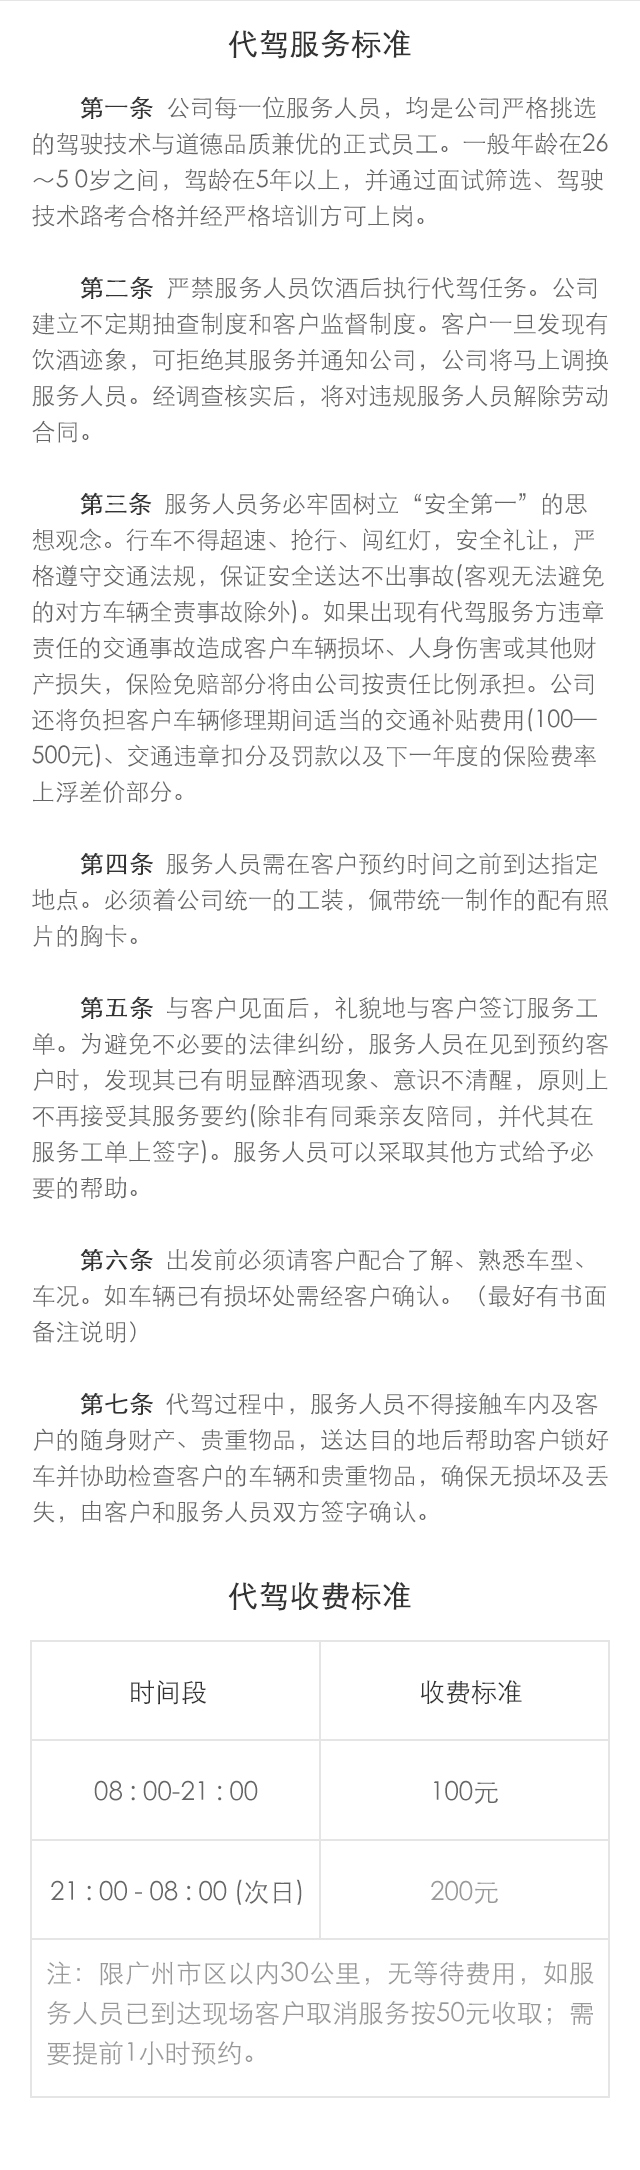 代驾服务标准
第一条 公司每一位服务人员，均是公司严格挑选
的驾驶技术与道德品质兼优的正式员工。一般年龄在26
～5 0岁之间，驾龄在5年以上，并通过面试筛选、驾驶
技术路考合格并经严格培训方可上岗。
第二条 严禁服务人员饮酒后执行代驾任务。公司
建立不定期抽查制度和客户监督制度。客户一旦发现有
饮酒迹象，可拒绝其服务并通知公司，公司将马上调换
服务人员。经调查核实后，将对违规服务人员解除劳动
合同。
第三条 服务人员务必牢固树立“安全第一”的思
想观念。行车不得超速、抢行、闯红灯，安全礼让，严
格遵守交通法规，保证安全送达不出事故(客观无法避免
的对方车辆全责事故除外)。如果出现有代驾服务方违章
责任的交通事故造成客户车辆损坏、人身伤害或其他财
产损失，保险免赔部分将由公司按责任比例承担。公司
还将负担客户车辆修理期间适当的交通补贴费用(100—
500元)、交通违章扣分及罚款以及下一年度的保险费率
上浮差价部分。
第四条 服务人员需在客户预约时间之前到达指定
地点。必须着公司统一的工装，佩带统一制作的配有照
片的胸卡。
第五条 与客户见面后，礼貌地与客户签订服务工
单。为避免不必要的法律纠纷，服务人员在见到预约客
户时，发现其已有明显醉酒现象、意识不清醒，原则上
不再接受其服务要约(除非有同乘亲友陪同，并代其在
服务工单上签字)。服务人员可以采取其他方式给予必
要的帮助。
第六条 出发前必须请客户配合了解、熟悉车型、
车况。如车辆已有损坏处需经客户确认。（最好有书面
备注说明）
第七条 代驾过程中，服务人员不得接触车内及客
户的随身财产、贵重物品，送达目的地后帮助客户锁好
车并协助检查客户的车辆和贵重物品，确保无损坏及丢
失，由客户和服务人员双方签字确认。
代驾收费标准
时间段 收费标准
08 : 00-21 : 00 100元
21 : 00 - 08 : 00 (次日) 200元
注：限广州市区以内30公里，无等待费用，如服
务人员已到达现场客户取消服务按50元收取；需
要提前1小时预约。